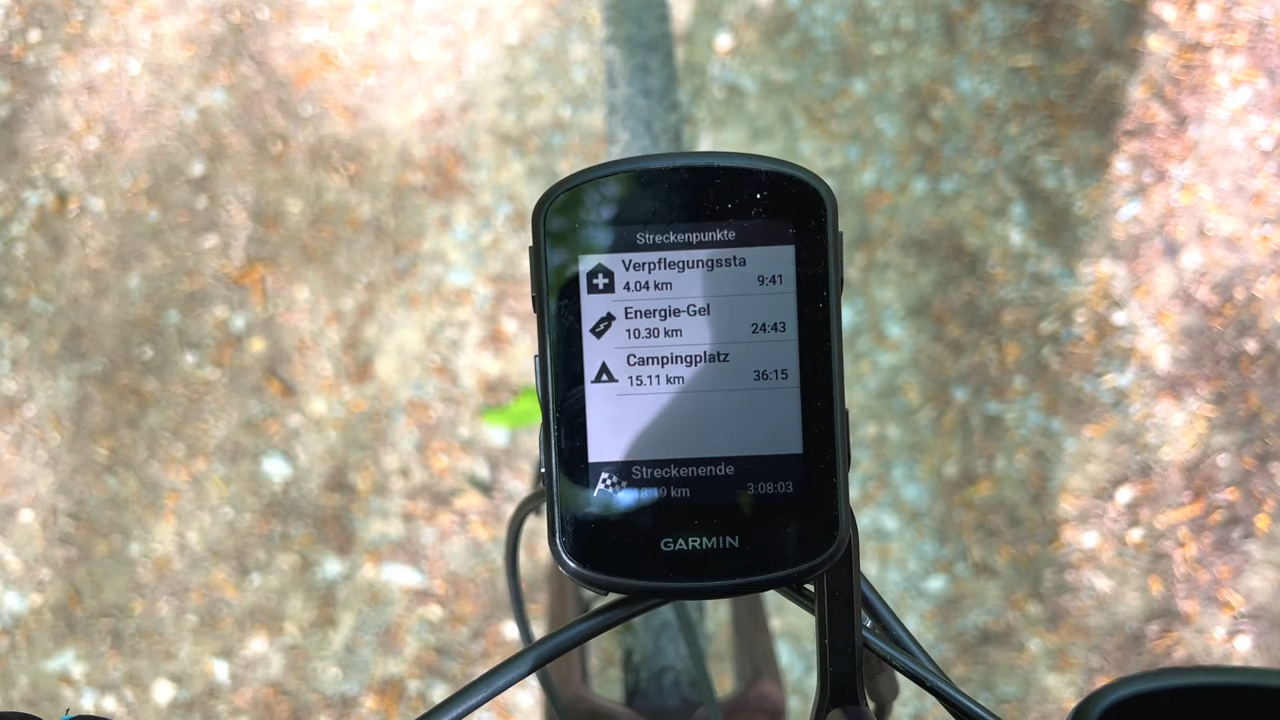 Streckenpunkte
Verpflegungssta
4.04 km 9:41
Energie-Gel
10.30 km 24:43
Campingplatz
15.11 km 36:15
Streckenende
km 3:08:03
GARMIN